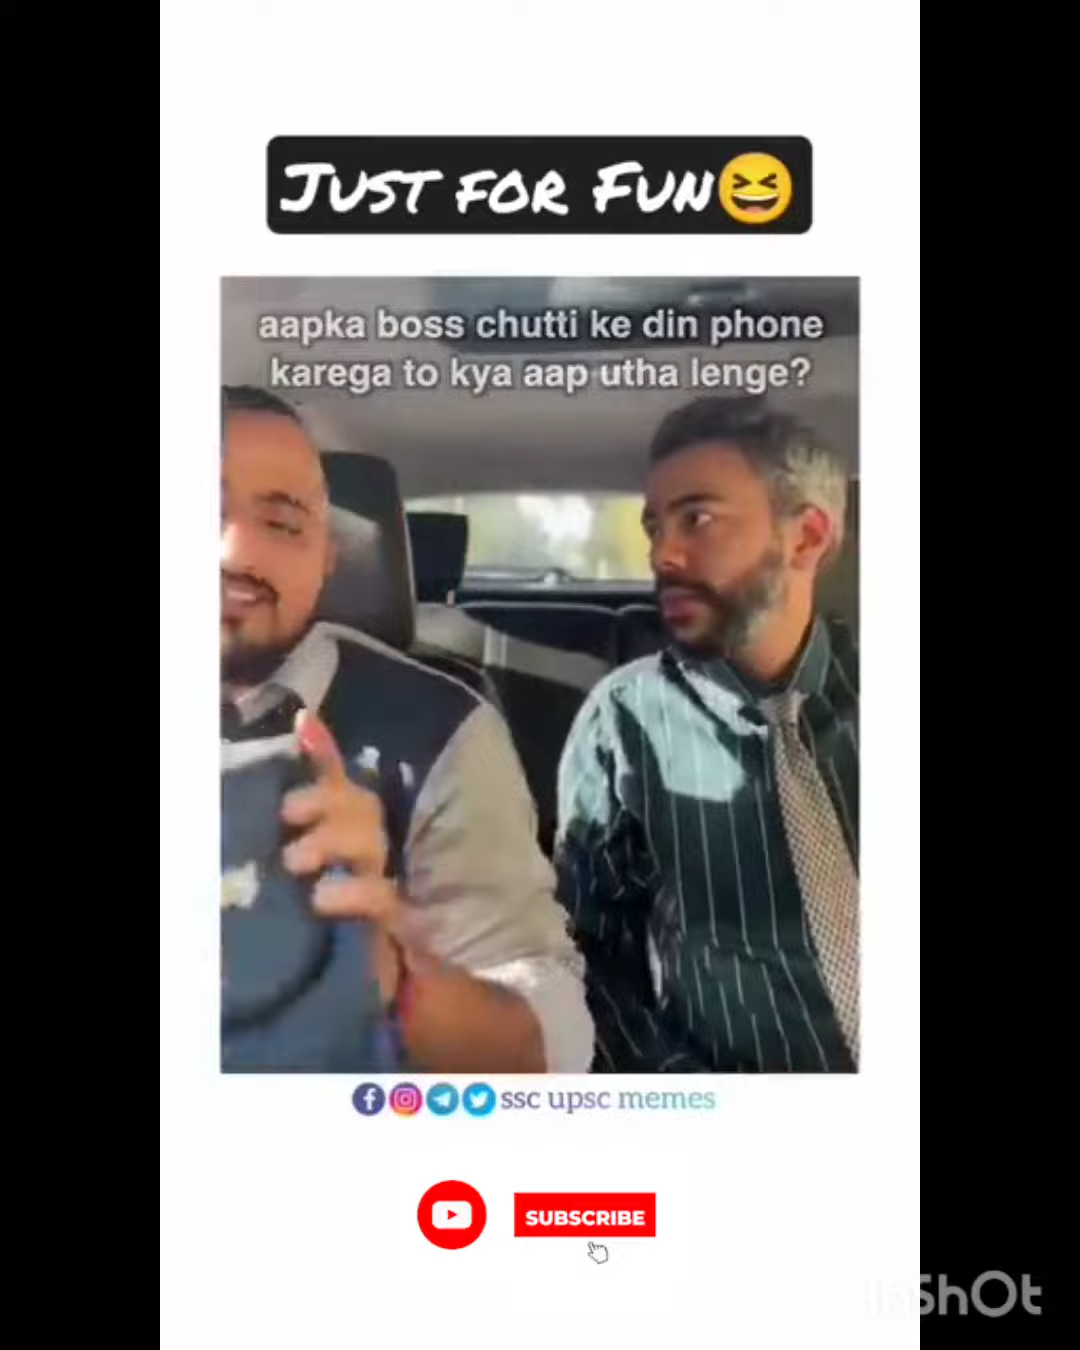 JUST FOR FUN😆
aapka boss chutti ke din phone
karega to kya aap utha lenge?
ssc upsc memes
SUBSCRIBE
InShOt